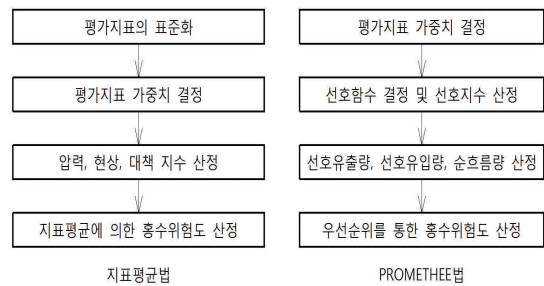 평가지표의 표준화
평가지표 가중치 결정
압력, 현상, 대책 지수 산정
지표평균에 의한 홍수위험도 산정
지표평균법
평가지표 가중치 결정
선호함수 결정 및 선호지수 산정
선호유출량, 선호유입량, 순흐름량 산정
우선순위를 통한 홍수위험도 산정
PROMETHEE법